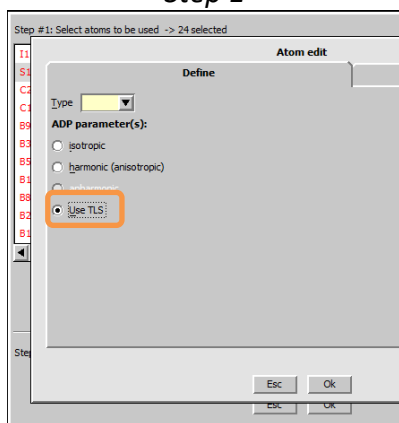 Step 1
Step #1: Select atoms to be used -> 24 selected
Atom edit
Define
Type
ADP parameter(s):
isotropic
harmonic (anisotropic)
anharmonic
Use TLS
I1
S1
C2
C1
B9
B3
B5
B1
B8
B2
B1
Step
Esc Ok
Esc Ok